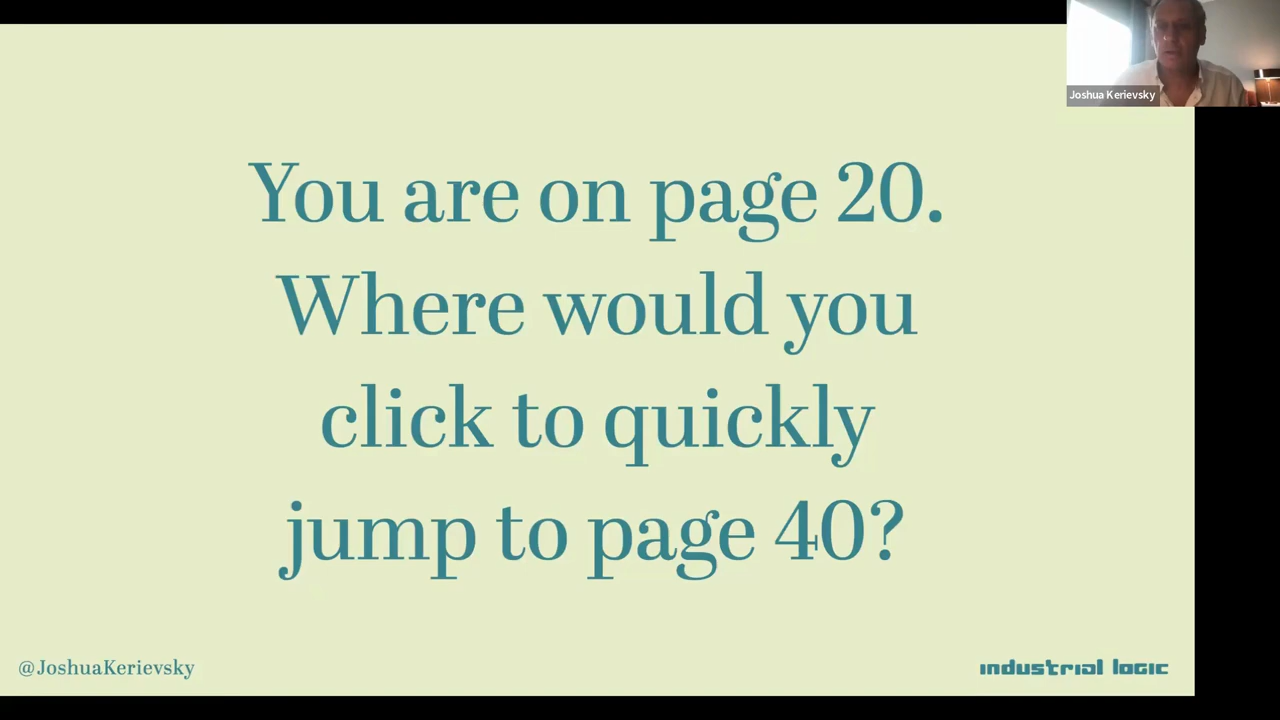 Joshua Kerievsky
You are on page 20.
Where would you
click to quickly
jump to page 40?
@JoshuaKerievsky
industrial logic